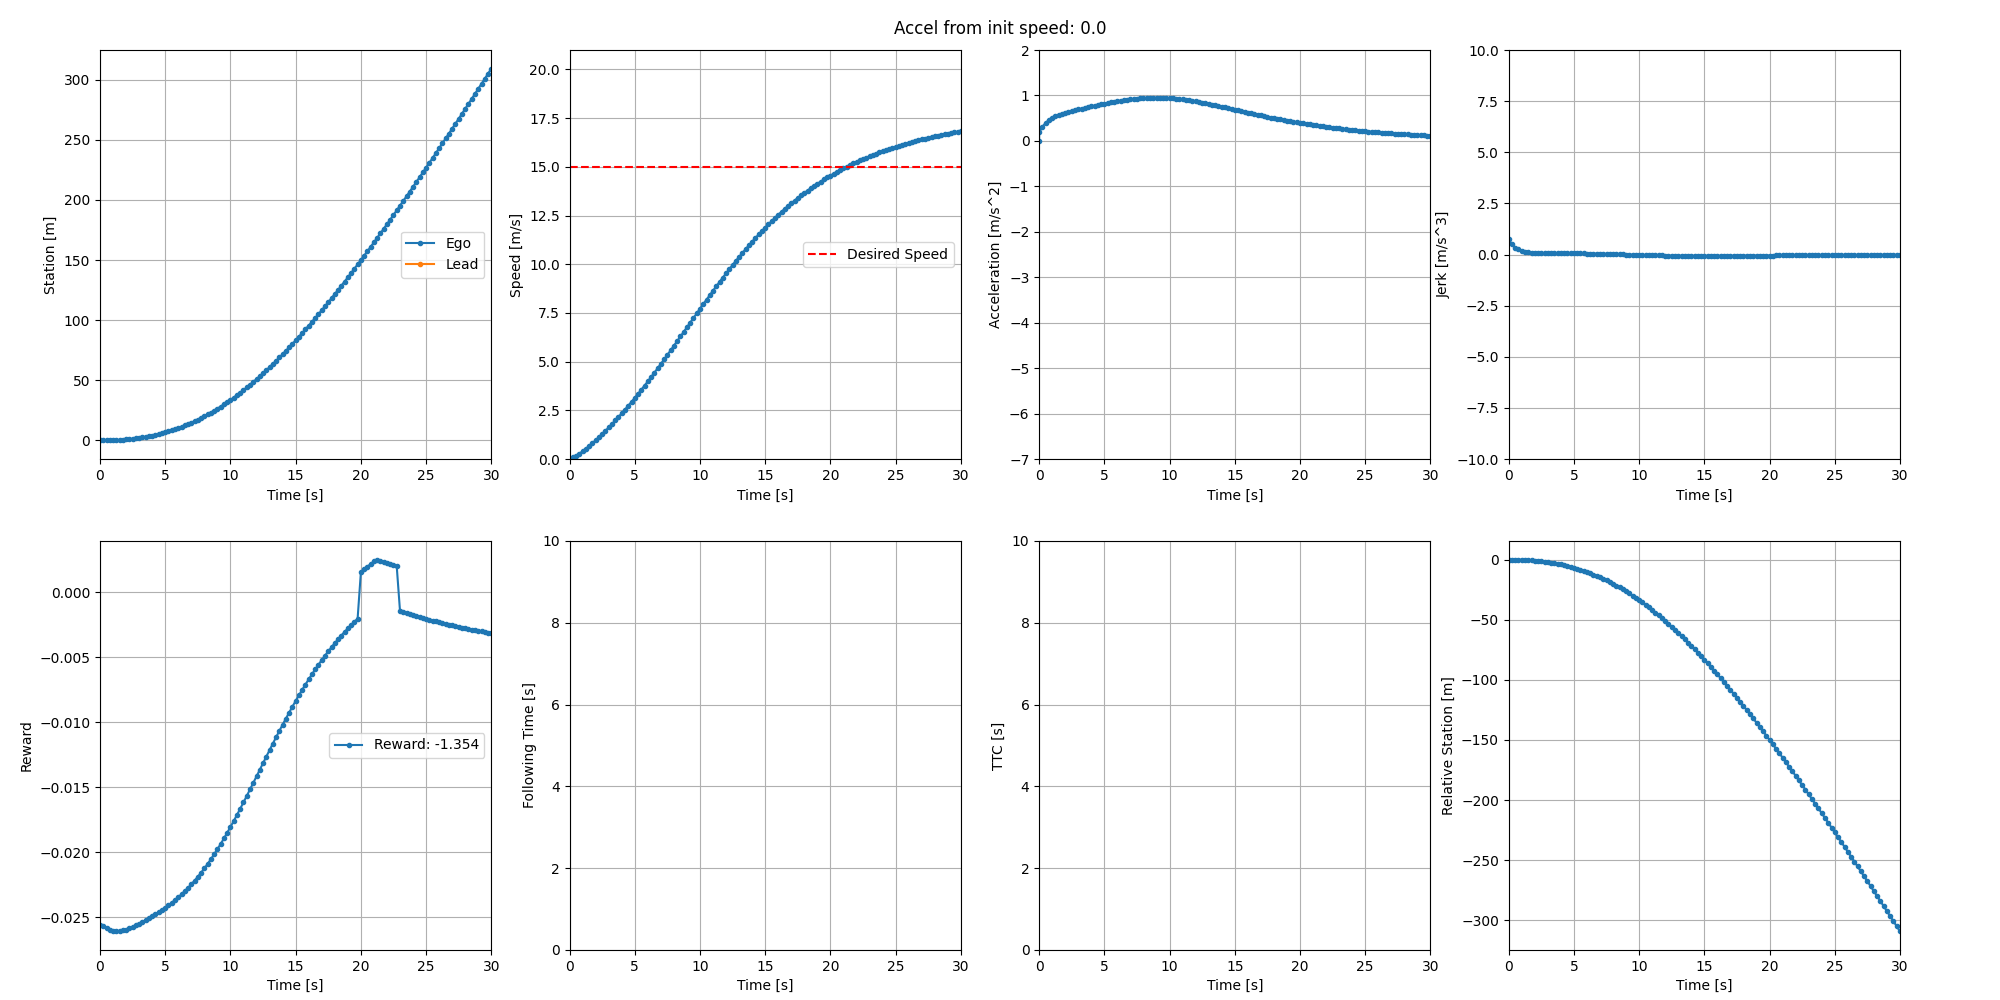 Accel from init speed: 0.0
Station [m]
300
250
200
150
100
50
0
0 5 10 15 20 25 30
Time [s]
Ego
Lead
Speed [m/s]
20.0
17.5
15.0
12.5
10.0
7.5
5.0
2.5
0.0
0 5 10 15 20 25 30
Time [s]
Desired Speed
Acceleration [m/s^2]
2
1
0
−1
−2
−3
−4
−5
−6
−7
0 5 10 15 20 25 30
Time [s]
Jerk [m/s^3]
10.0
7.5
5.0
2.5
0.0
−2.5
−5.0
−7.5
−10.0
0 5 10 15 20 25 30
Time [s]
Reward
0.000
−0.005
−0.010
−0.015
−0.020
−0.025
0 5 10 15 20 25 30
Time [s]
Reward: -1.354
Following Time [s]
10
8
6
4
2
0
0 5 10 15 20 25 30
Time [s]
TTC [s]
10
8
6
4
2
0
0 5 10 15 20 25 30
Time [s]
Relative Station [m]
0
−50
−100
−150
−200
−250
−300
0 5 10 15 20 25 30
Time [s]